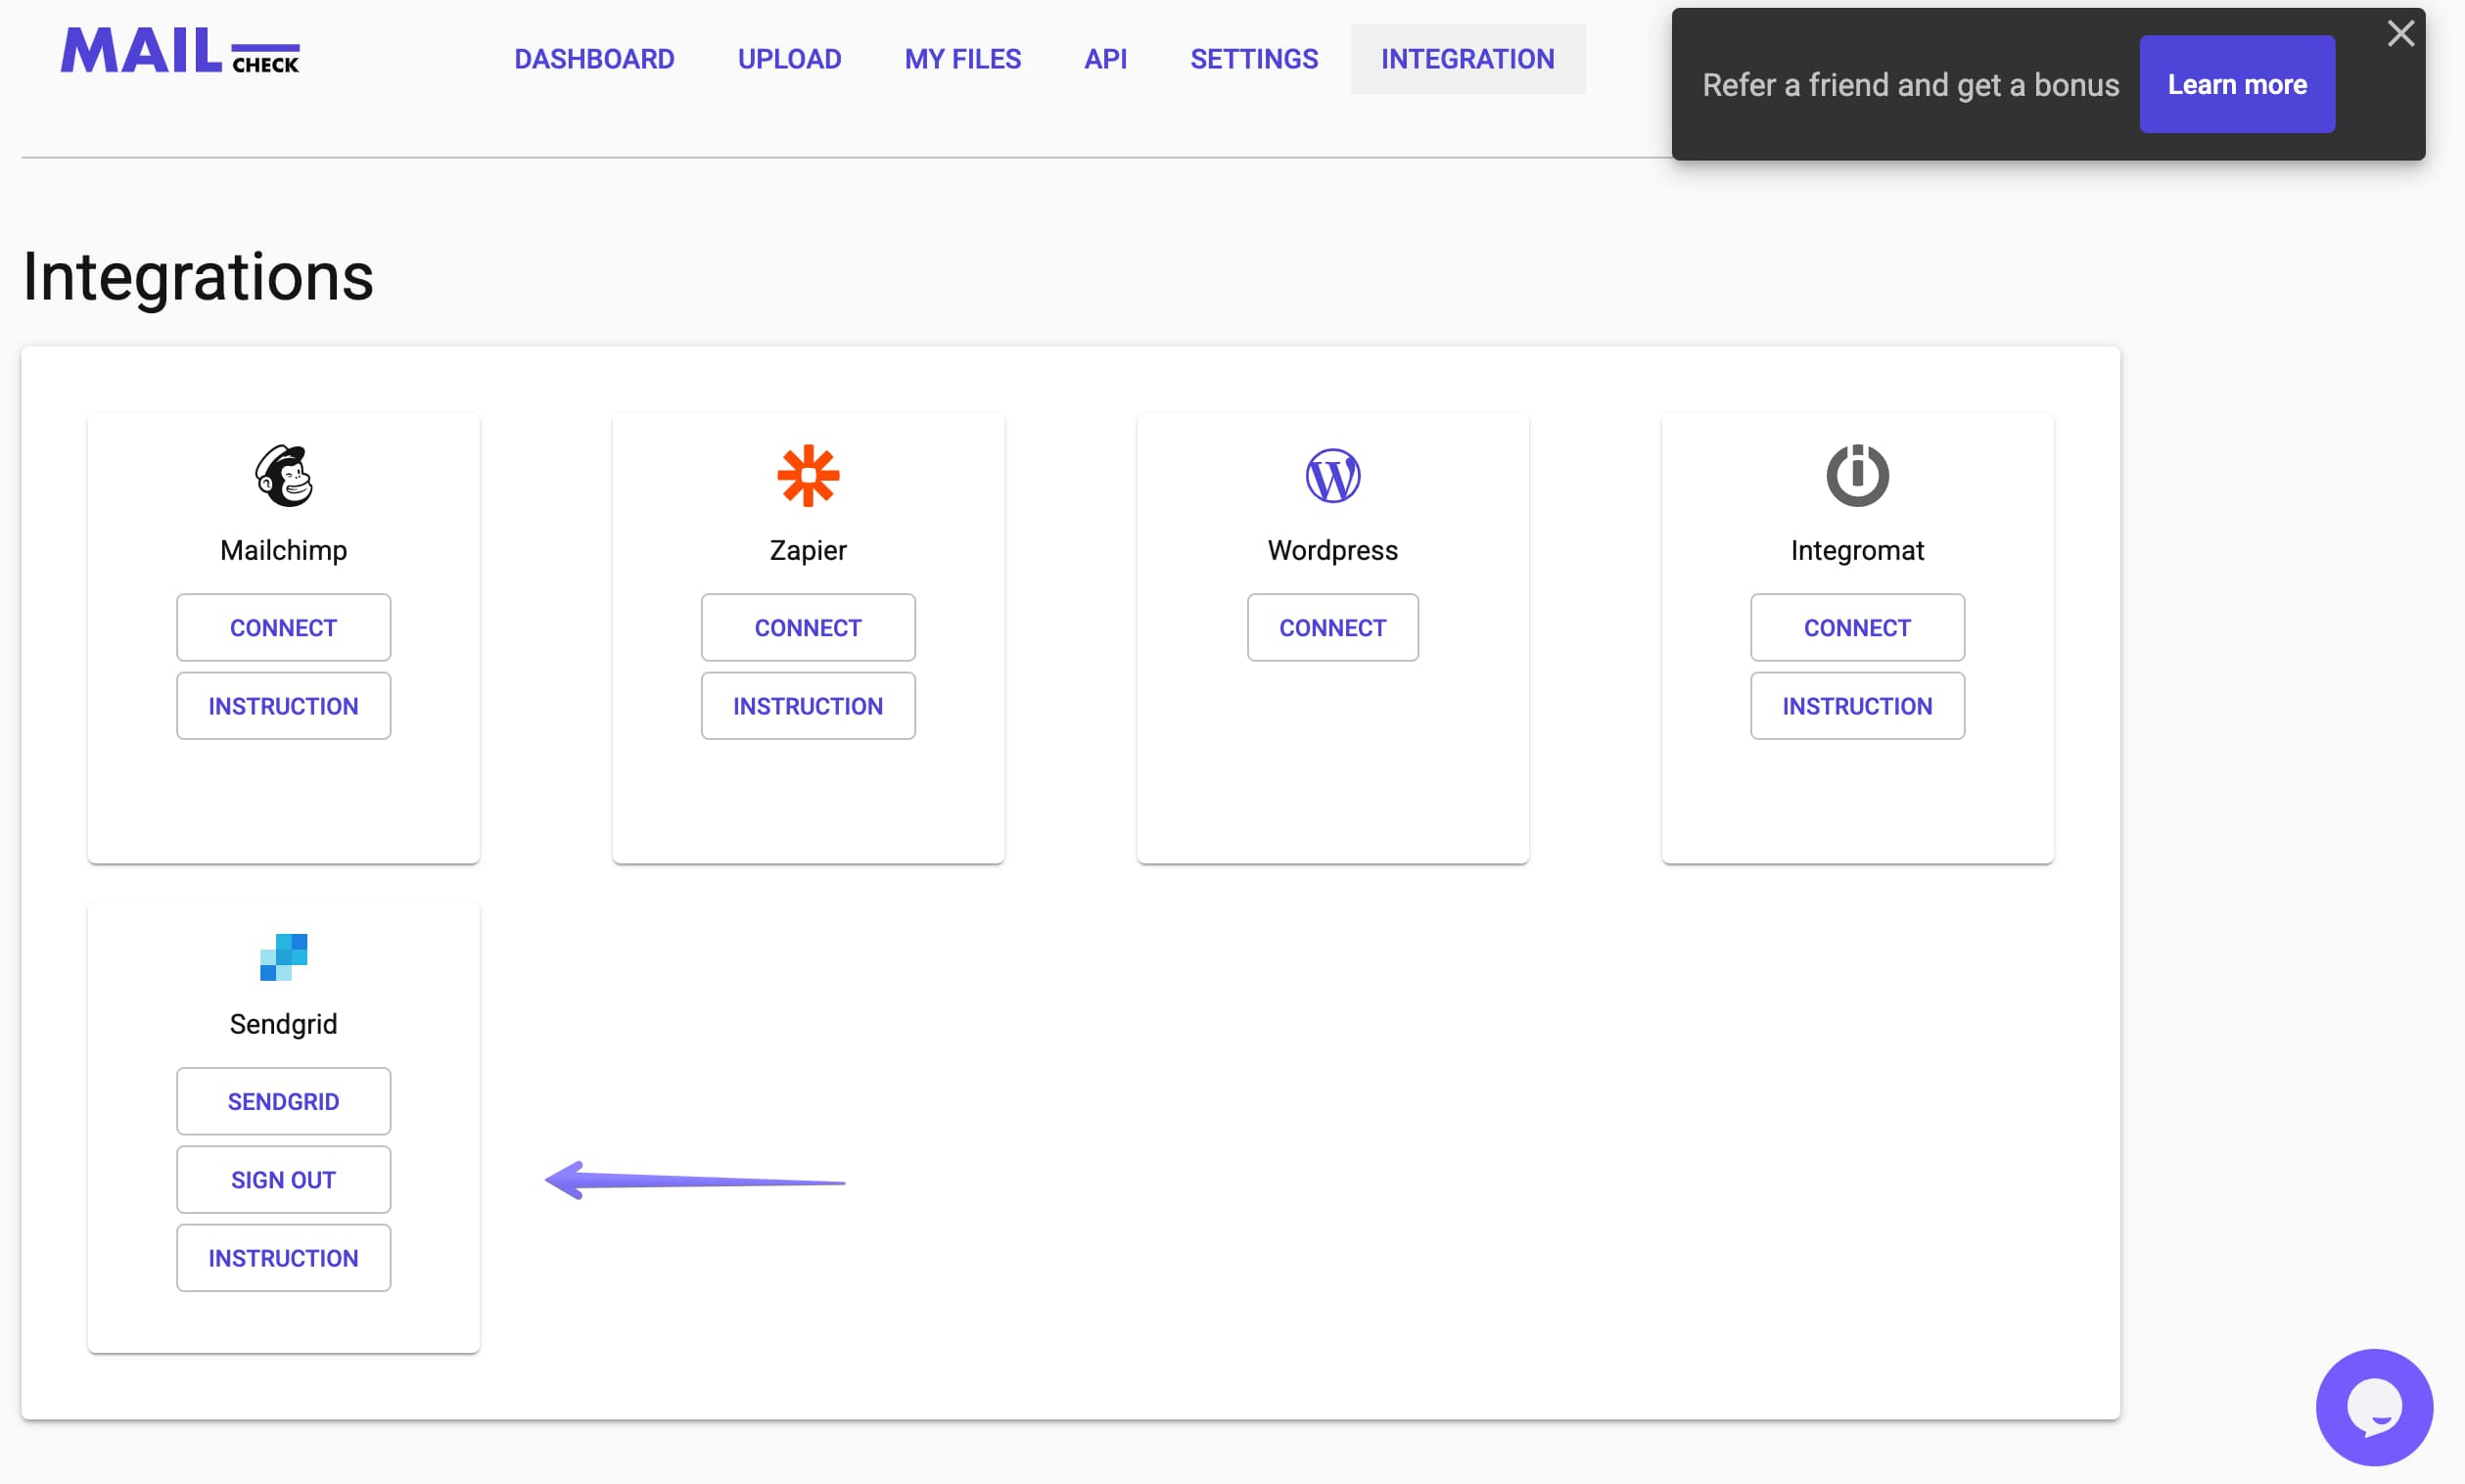 MAIL CHECK
DASHBOARD UPLOAD MY FILES API SETTINGS INTEGRATION
Refer a friend and get a bonus Learn more
Integrations
Mailchimp
CONNECT
INSTRUCTION
Zapier
CONNECT
INSTRUCTION
Wordpress
CONNECT
Integromat
CONNECT
INSTRUCTION
Sendgrid
SENDGRID
SIGN OUT
INSTRUCTION